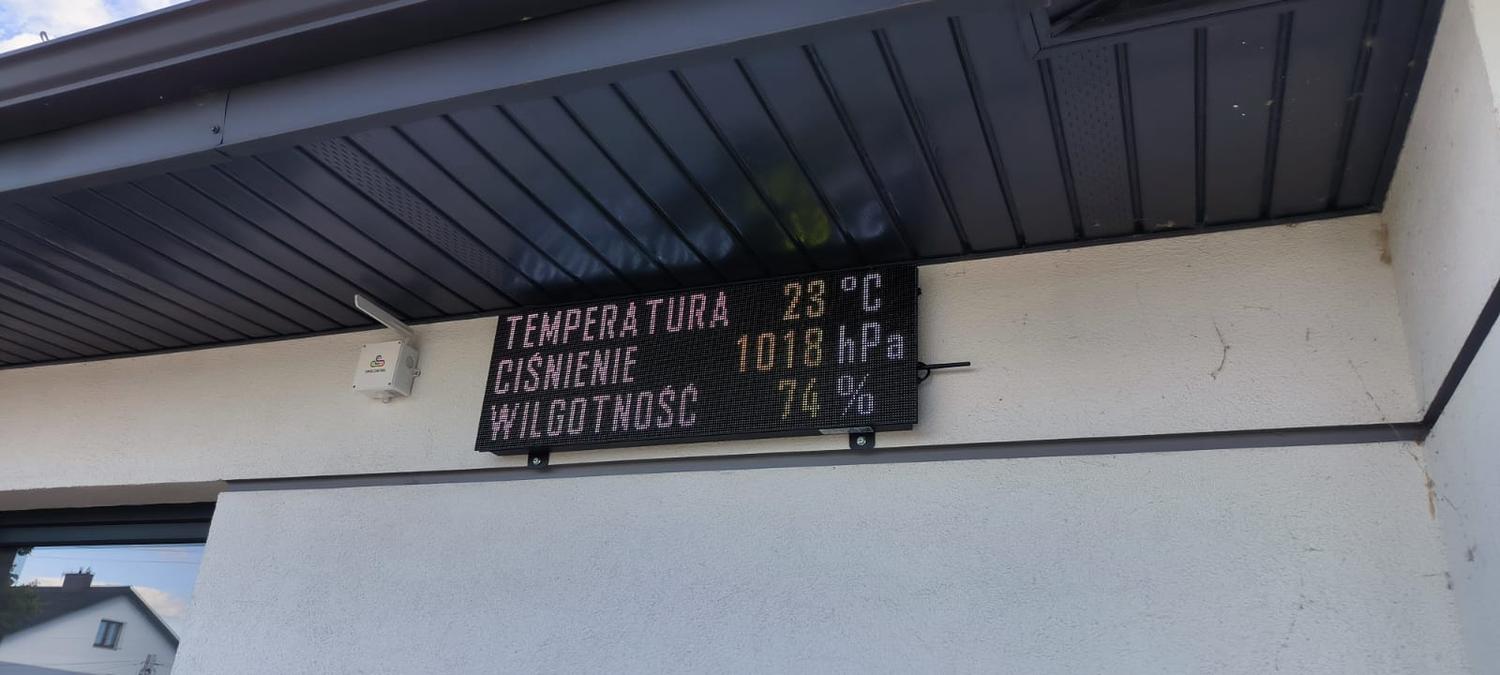 TEMPERATURA 23 °C
CIŚNIENIE 1018 hPa
WILGOTNOŚĆ 74 %